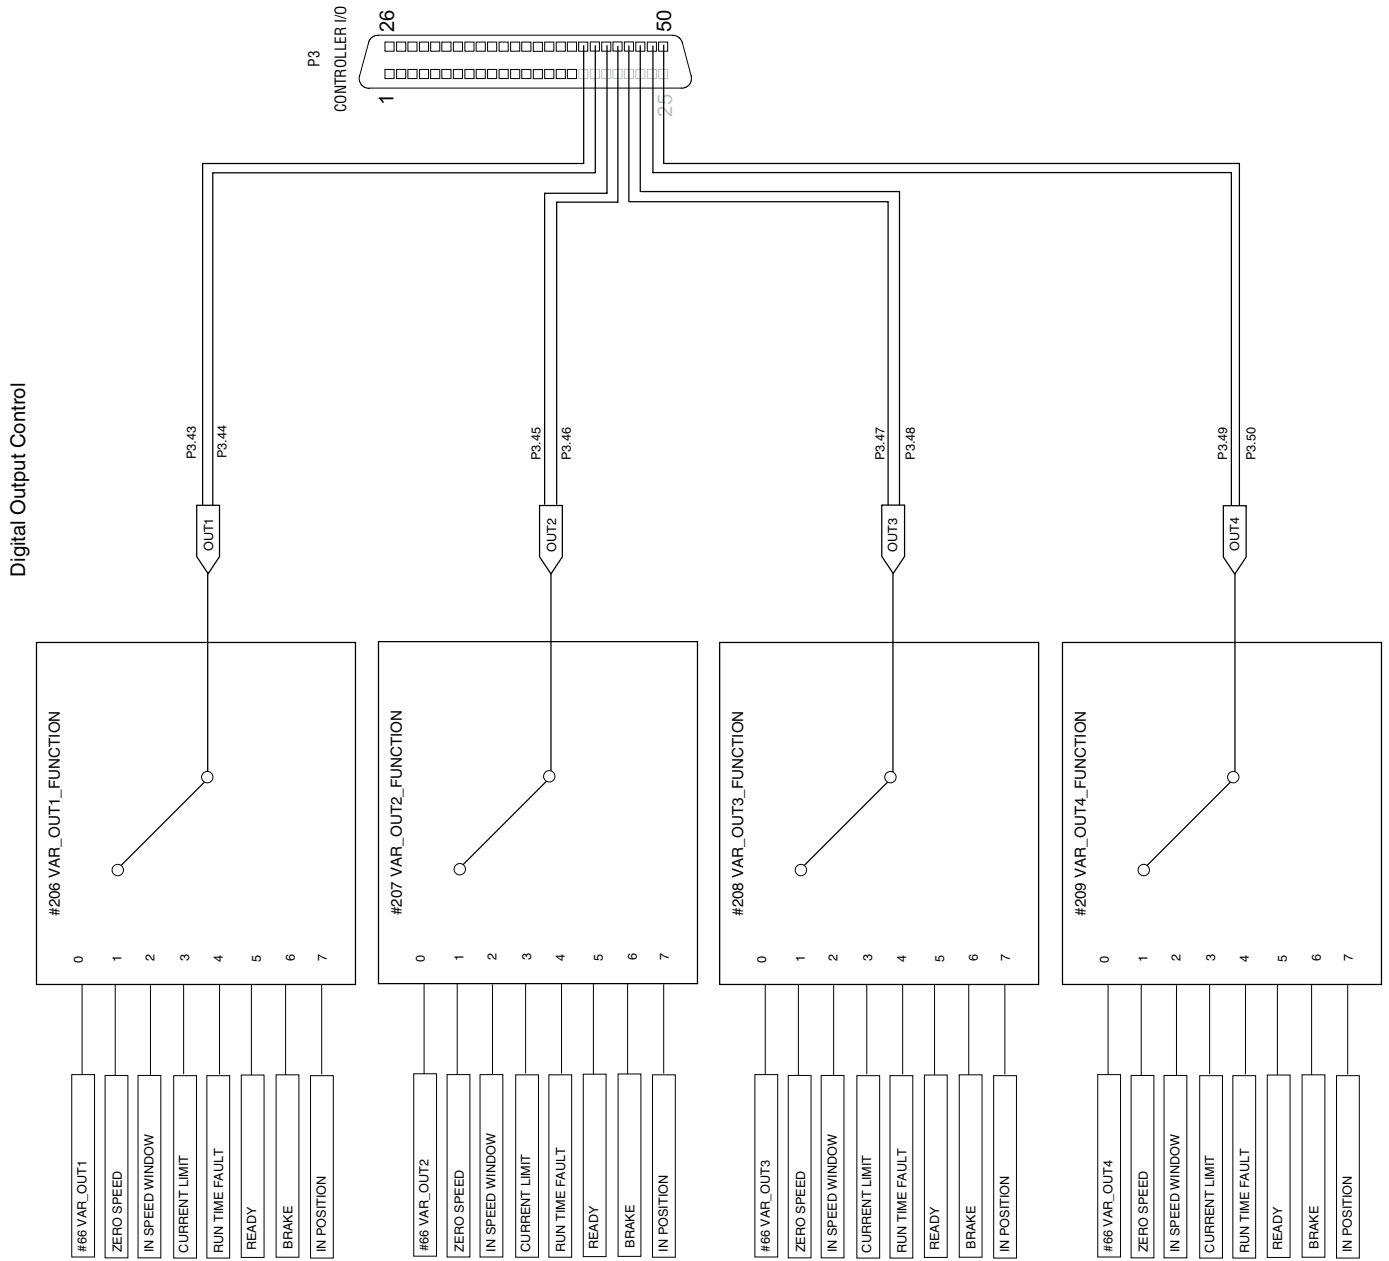 Digital Output Control
P3
CONTROLLER I/O
26
50
1
25
P3.43
P3.44
P3.45
P3.46
P3.47
P3.48
P3.49
P3.50
OUT1
OUT2
OUT3
OUT4
#206 VAR_OUT1_FUNCTION
0
1
2
3
4
5
6
7
#66 VAR_OUT1
ZERO SPEED
IN SPEED WINDOW
CURRENT LIMIT
RUN TIME FAULT
READY
BRAKE
IN POSITION
#207 VAR_OUT2_FUNCTION
0
1
2
3
4
5
6
7
#66 VAR_OUT2
ZERO SPEED
IN SPEED WINDOW
CURRENT LIMIT
RUN TIME FAULT
READY
BRAKE
IN POSITION
#208 VAR_OUT3_FUNCTION
0
1
2
3
4
5
6
7
#66 VAR_OUT3
ZERO SPEED
IN SPEED WINDOW
CURRENT LIMIT
RUN TIME FAULT
READY
BRAKE
IN POSITION
#209 VAR_OUT4_FUNCTION
0
1
2
3
4
5
6
7
#66 VAR_OUT4
ZERO SPEED
IN SPEED WINDOW
CURRENT LIMIT
RUN TIME FAULT
READY
BRAKE
IN POSITION